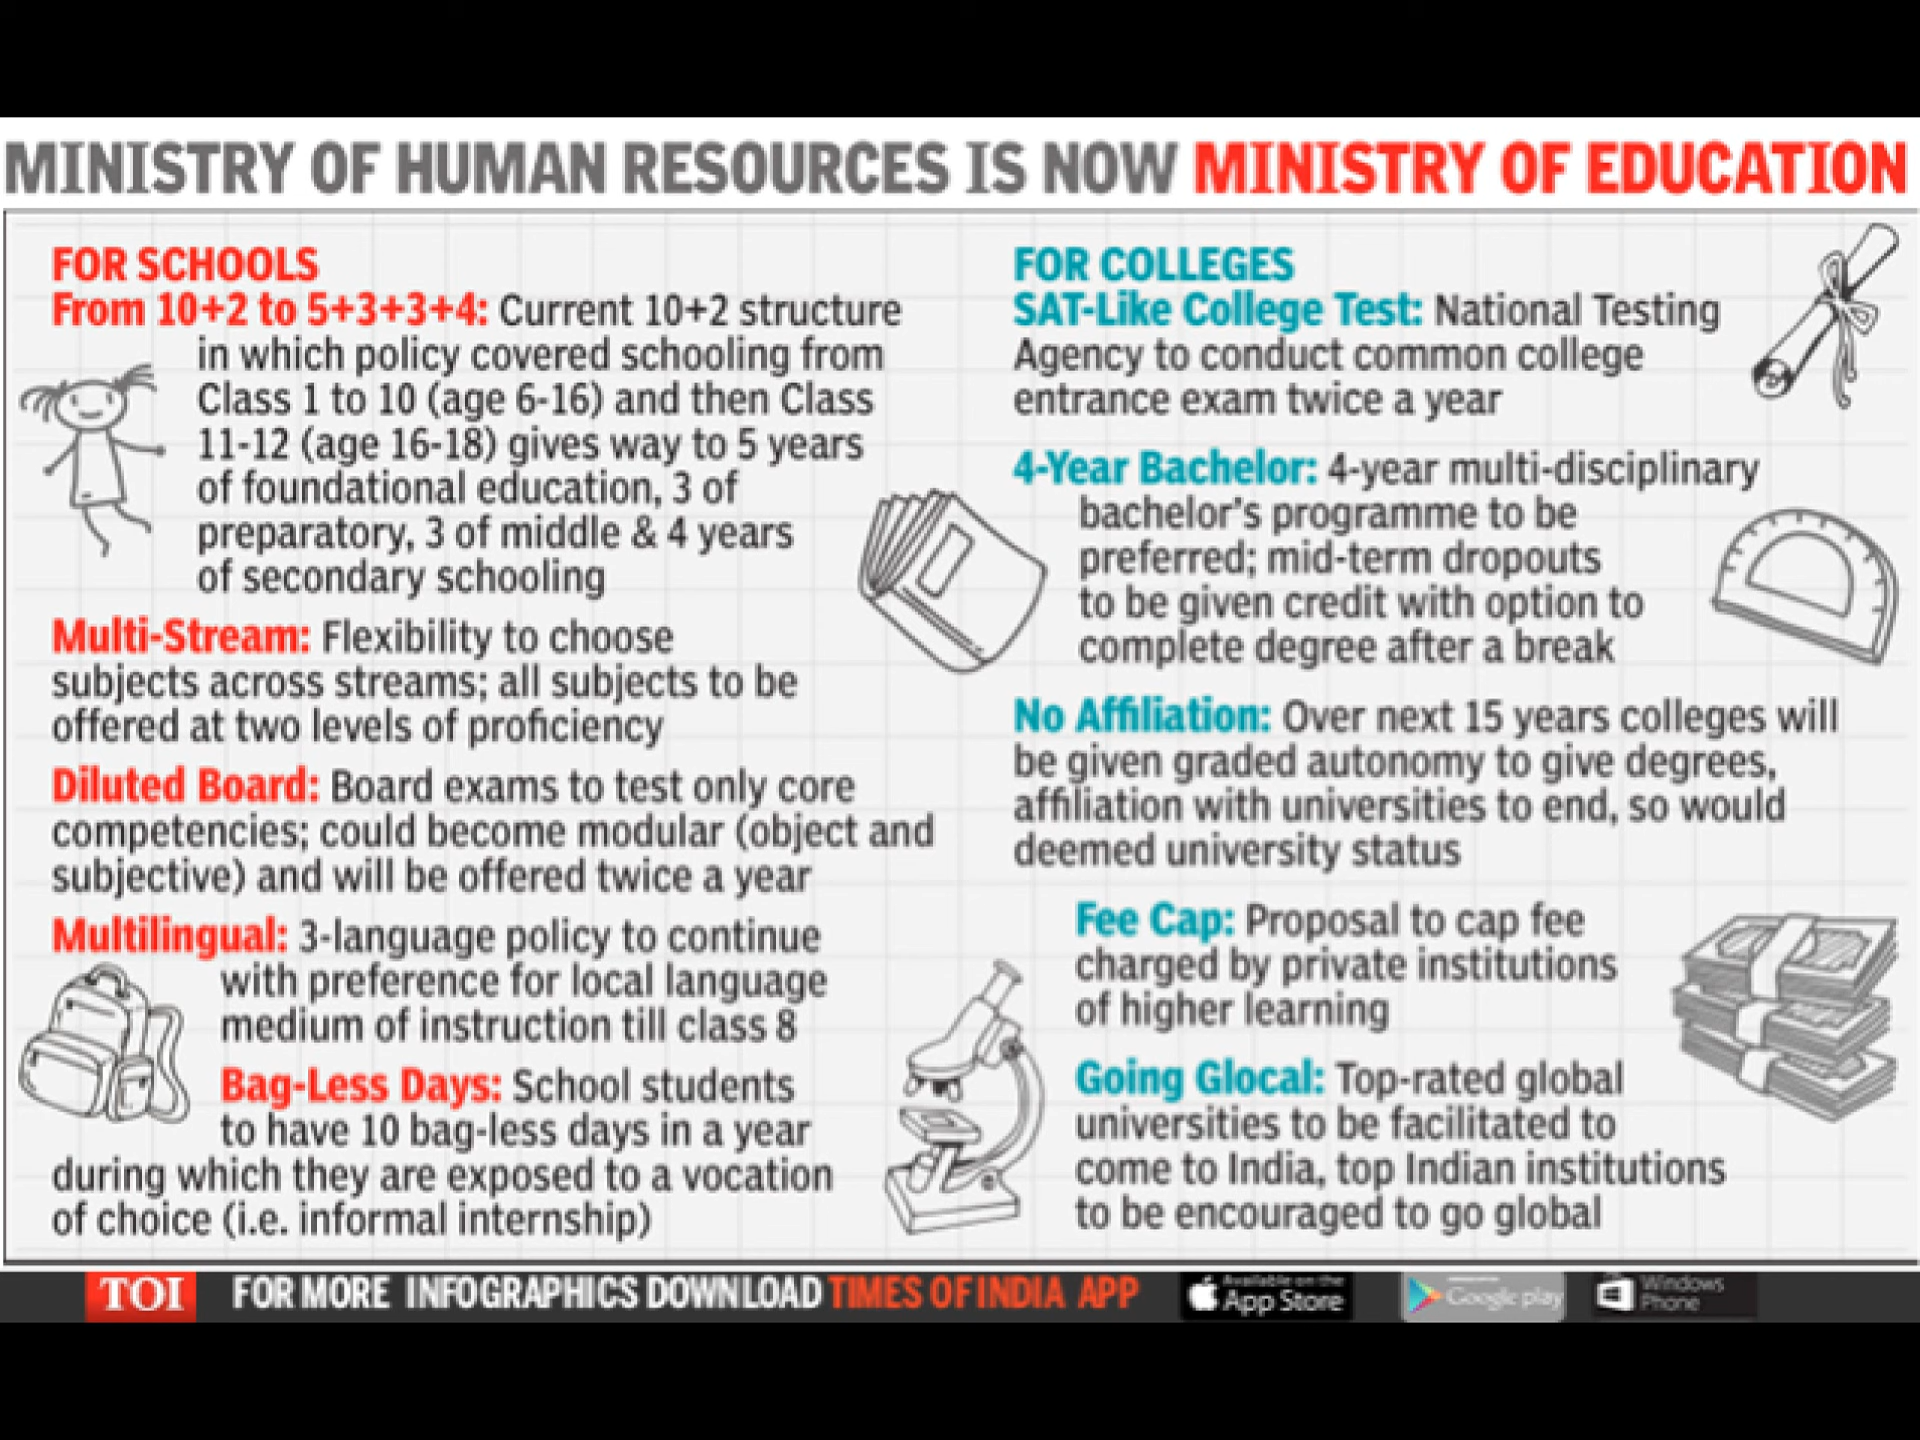 MINISTRY OF HUMAN RESOURCES IS NOW MINISTRY OF EDUCATION
FOR SCHOOLS
From 10+2 to 5+3+3+4: Current 10+2 structure
in which policy covered schooling from
Class 1 to 10 (age 6-16) and then Class
11-12 (age 16-18) gives way to 5 years
of foundational education, 3 of
preparatory, 3 of middle & 4 years
of secondary schooling
Multi-Stream: Flexibility to choose
subjects across streams; all subjects to be
offered at two levels of proficiency
Diluted Board: Board exams to test only core
competencies; could become modular (object and
subjective) and will be offered twice a year
Multilingual: 3-language policy to continue
with preference for local language
medium of instruction till class 8
Bag-Less Days: School students
to have 10 bag-less days in a year
during which they are exposed to a vocation
of choice (i.e. informal internship)
FOR COLLEGES
SAT-Like College Test: National Testing
Agency to conduct common college
entrance exam twice a year
4-Year Bachelor: 4-year multi-disciplinary
bachelor's programme to be
preferred; mid-term dropouts
to be given credit with option to
complete degree after a break
No Affiliation: Over next 15 years colleges will
be given graded autonomy to give degrees,
affiliation with universities to end, so would
deemed university status
Fee Cap: Proposal to cap fee
charged by private institutions
of higher learning
Going Glocal: Top-rated global
universities to be facilitated to
come to India, top Indian institutions
to be encouraged to go global
TOI FOR MORE INFOGRAPHICS DOWNLOAD TIMES OF INDIA APP
Available on the
App Store
Google play
Windows
Phone